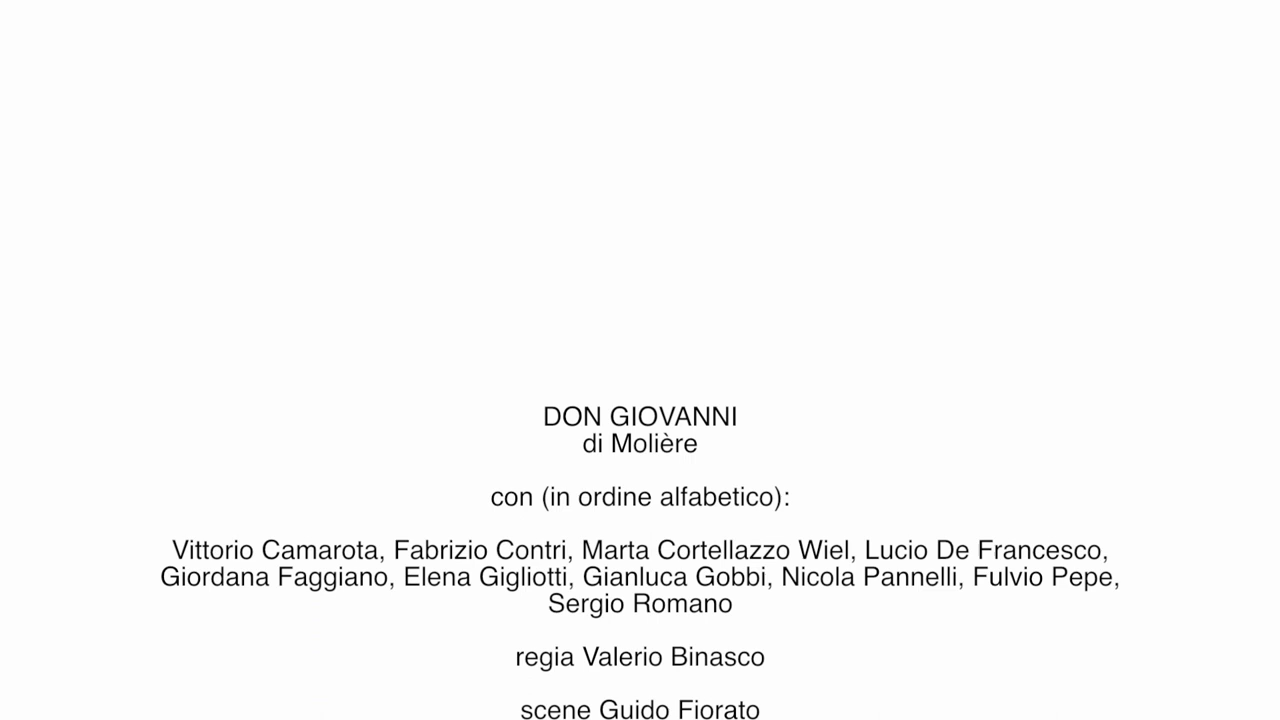 DON GIOVANNI
di Molière
con (in ordine alfabetico):
Vittorio Camarota, Fabrizio Contri, Marta Cortellazzo Wiel, Lucio De Francesco,
Giordana Faggiano, Elena Gigliotti, Gianluca Gobbi, Nicola Pannelli, Fulvio Pepe,
Sergio Romano
regia Valerio Binasco
scene Guido Fiorato